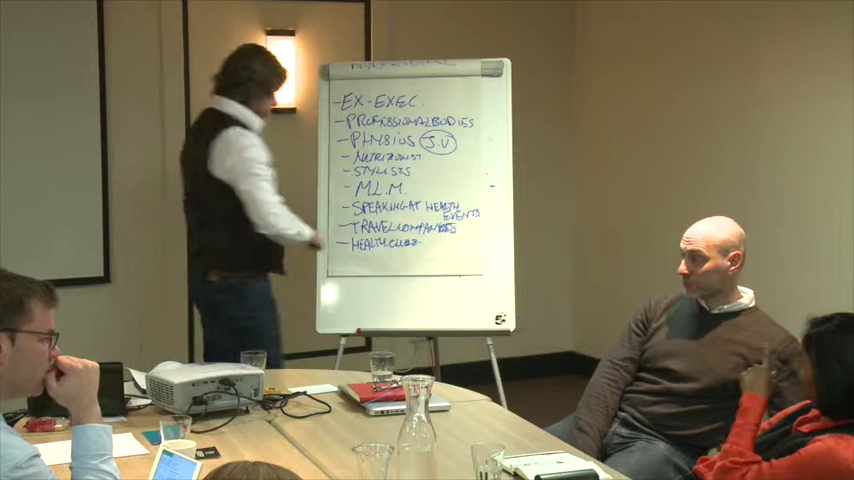 - EX-EXEC.
- PROFESSIONAL BODIES
- PHYSIOS J.V
- NUTRITIONIST
- STYLISTS
- M.L.M.
- SPEAKING AT HEALTH
EVENTS
- TRAVEL COMPANIES
- HEALTH CLUBS.